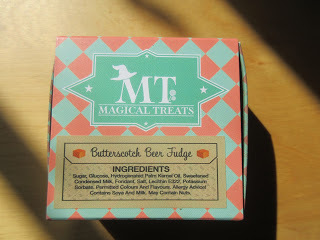 MT
MAGICAL TREATS
Butterscotch Beer Fudge
INGREDIENTS
Sugar, Glucose, Hydrogenated Palm Kernel Oil, Sweetened
Condensed Milk, Fondant, Salt, Lecithin E322, Potassium
Sorbate, Permitted Colours And Flavours. Allergy Advice!
Contains Soya And Milk. May Contain Nuts.